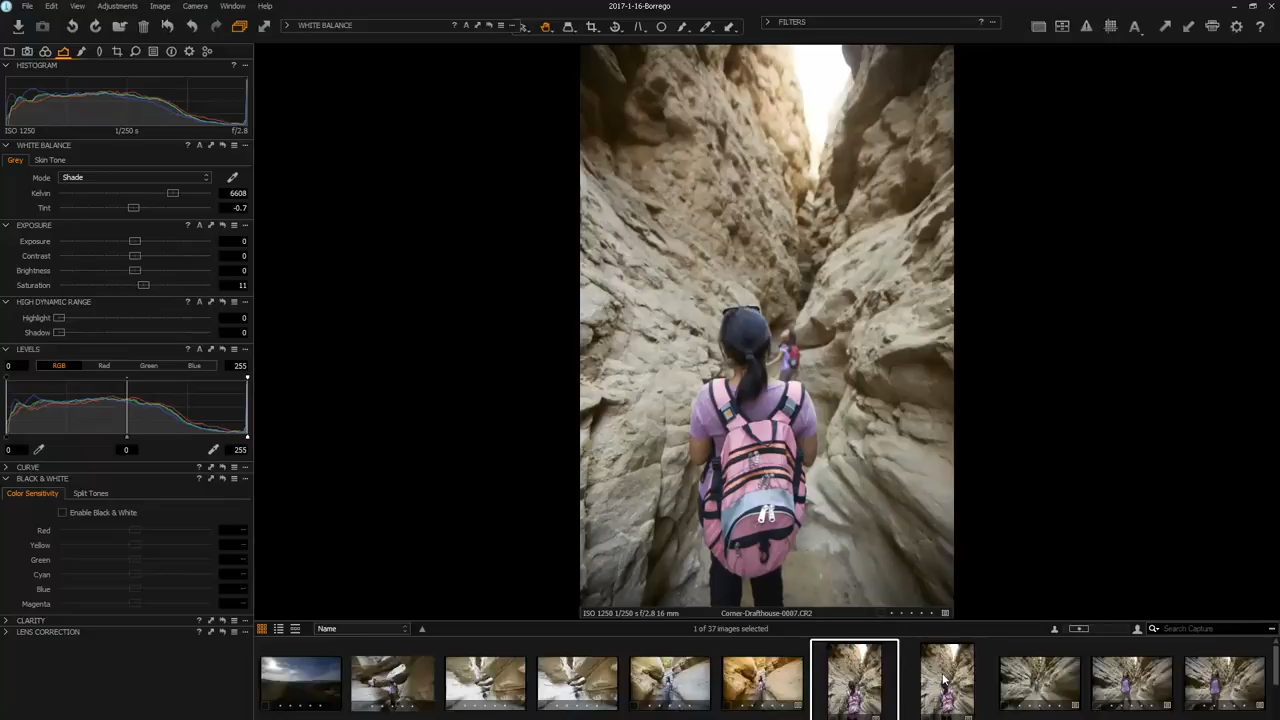 File Edit View Adjustments Image Camera Window Help
2017-1-16-Borrego
WHITE BALANCE ? ...
FILTERS ? ...
A ?
HISTOGRAM ? ...
ISO 1250 1/250 s f/2.8
WHITE BALANCE ? A ...
Grey Skin Tone
Mode Shade
Kelvin 6608
Tint -0.7
EXPOSURE ? A ...
Exposure 0
Contrast 0
Brightness 0
Saturation 11
HIGH DYNAMIC RANGE ? A ...
Highlight 0
Shadow 0
LEVELS ? A ...
0 RGB Red Green Blue 255
0 0 255
CURVE ? A ...
BLACK & WHITE ? ...
Color Sensitivity Split Tones
Enable Black & White
Red --
Yellow --
Green --
Cyan --
Blue --
Magenta --
CLARITY ? A ...
LENS CORRECTION ? ...
ISO 1250 1/250 s f/2.8 16 mm Corner-Drafthouse-0007.CR2
Name 1 of 37 images selected Search Capture